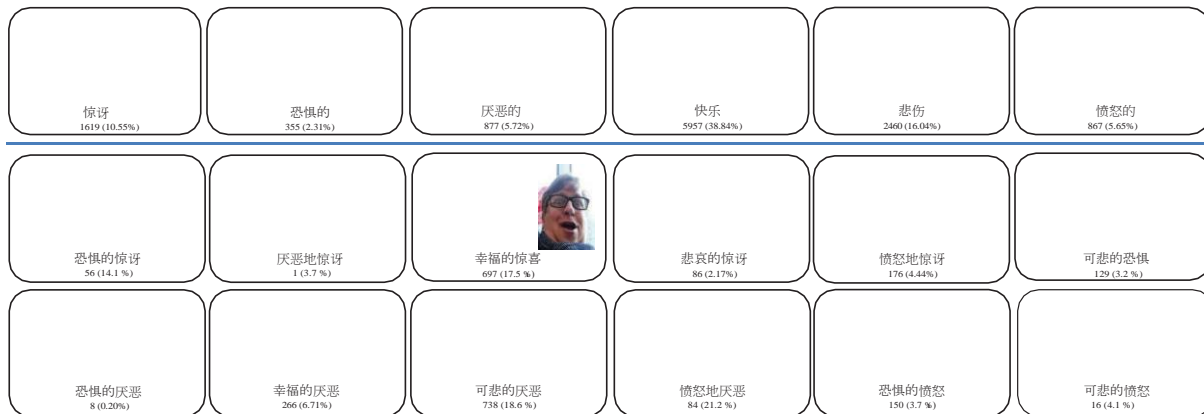 惊讶
1619 (10.55%)
恐惧的
355 (2.31%)
厌恶的
877 (5.72%)
快乐
5957 (38.84%)
悲伤
2460 (16.04%)
愤怒的
867 (5.65%)
恐惧的惊讶
56 (14.1 %)
厌恶地惊讶
1 (3.7 %)
幸福的惊喜
697 (17.5 %)
悲哀的惊讶
86 (2.17%)
愤怒地惊讶
176 (4.44%)
可悲的恐惧
129 (3.2 %)
恐惧的厌恶
8 (0.20%)
幸福的厌恶
266 (6.71%)
可悲的厌恶
738 (18.6 %)
愤怒地厌恶
84 (21.2 %)
恐惧的愤怒
150 (3.7 %)
可悲的愤怒
16 (4.1 %)